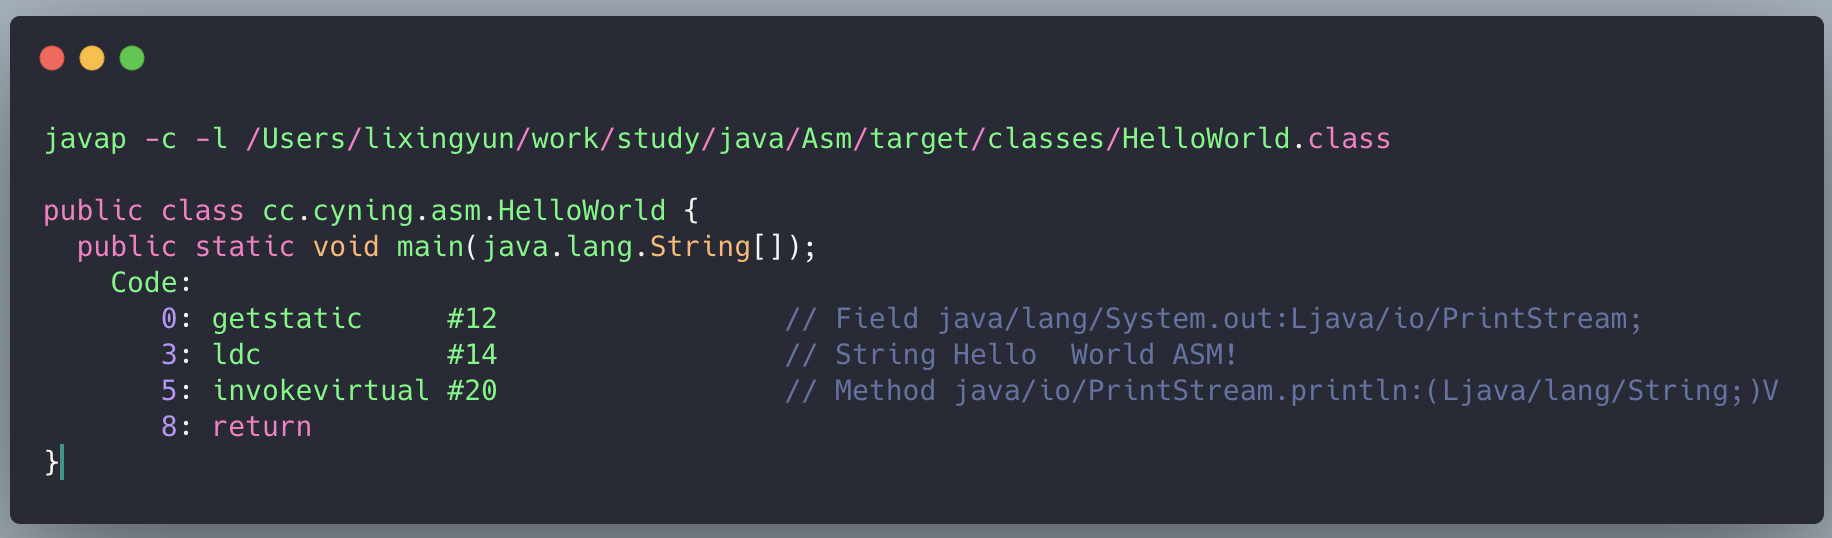 javap -c -l /Users/lixingyun/work/study/java/Asm/target/classes/HelloWorld.class
public class cc.cyning.asm.HelloWorld {
  public static void main(java.lang.String[]);
    Code:
       0: getstatic     #12                 // Field java/lang/System.out:Ljava/io/PrintStream;
       3: ldc           #14                 // String Hello  World ASM!
       5: invokevirtual #20                 // Method java/io/PrintStream.println:(Ljava/lang/String;)V
       8: return
}